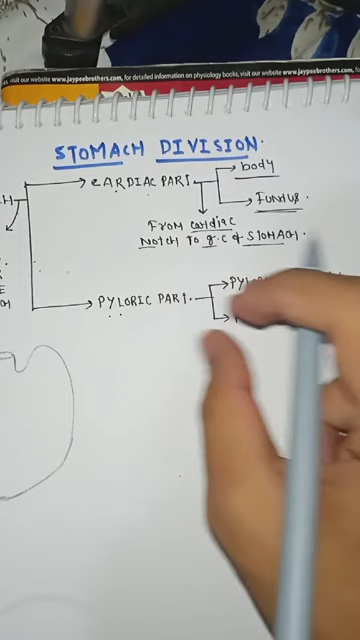 visit our website www.jaypeebrothers.com, for detailed information on physiology books, visit our website www.jaypeebrothers.com
STOMACH DIVISION.
CARDIAC PART.
body
FUNDUS.
FROM CARDIAC
NOTCH TO g.C of STOMACH.
PYLORIC PART.
PYL